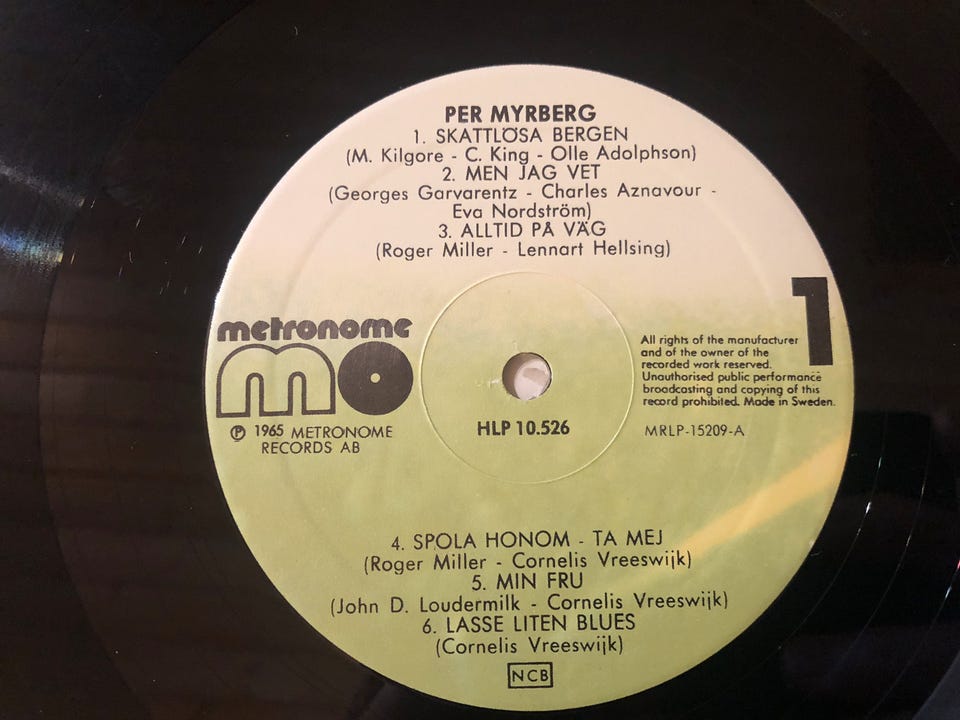 PER MYRBERG
1. SKATTLÖSA BERGEN
(M. Kilgore - C. King - Olle Adolphson)
2. MEN JAG VET
(Georges Garvarentz - Charles Aznavour -
Eva Nordström)
3. ALLTID PÅ VÄG
(Roger Miller - Lennart Hellsing)
metronome
mo
Ⓟ 1965 METRONOME
RECORDS AB
HLP 10.526
1
All rights of the manufacturer
and of the owner of the
recorded work reserved.
Unauthorised public performance
broadcasting and copying of this
record prohibited. Made in Sweden.
MRLP-15209-A
4. SPOLA HONOM - TA MEJ
(Roger Miller - Cornelis Vreeswijk)
5. MIN FRU
(John D. Loudermilk - Cornelis Vreeswijk)
6. LASSE LITEN BLUES
(Cornelis Vreeswijk)
NCB